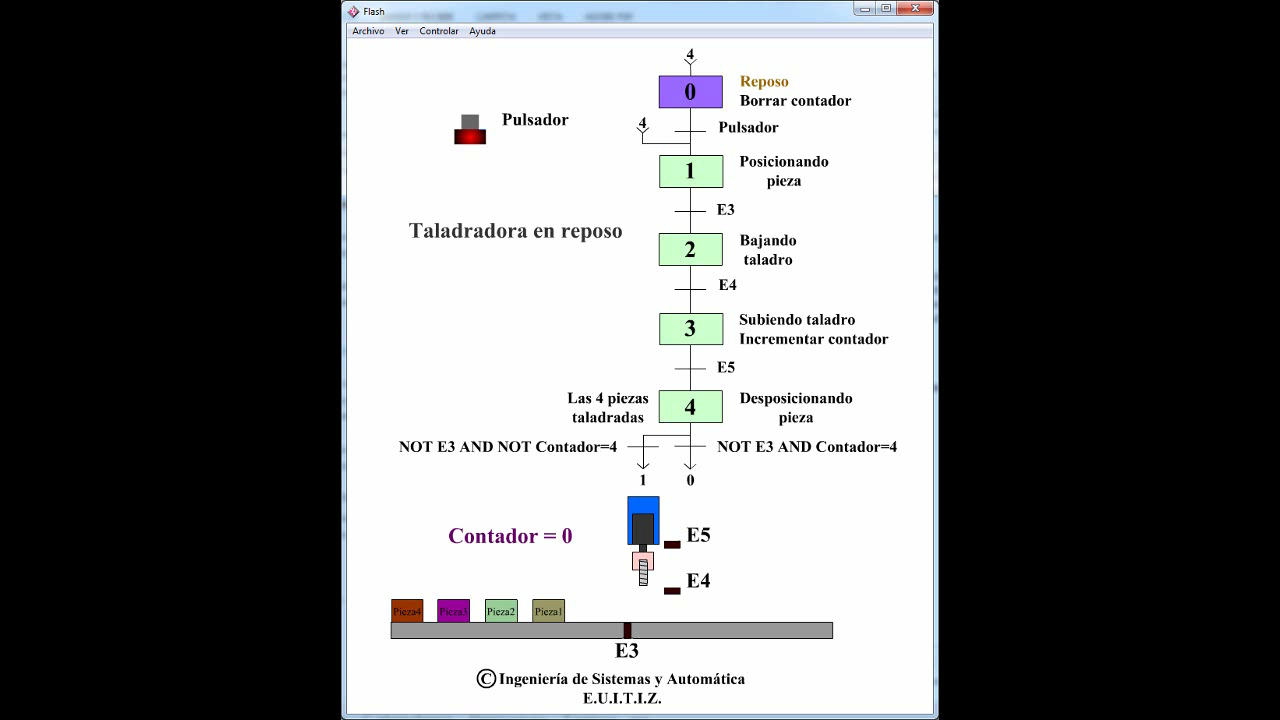 Flash
Archivo Ver Controlar Ayuda
4
0
Reposo
Borrar contador
Pulsador
4
Pulsador
1
Posicionando
pieza
E3
Taladradora en reposo
2
Bajando
taladro
E4
3
Subiendo taladro
Incrementar contador
E5
Las 4 piezas
taladradas
4
Desposicionando
pieza
NOT E3 AND NOT Contador=4
NOT E3 AND Contador=4
1
0
Contador = 0
E5
E4
Pieza4
Pieza3
Pieza2
Pieza1
E3
© Ingeniería de Sistemas y Automática
E.U.I.T.I.Z.